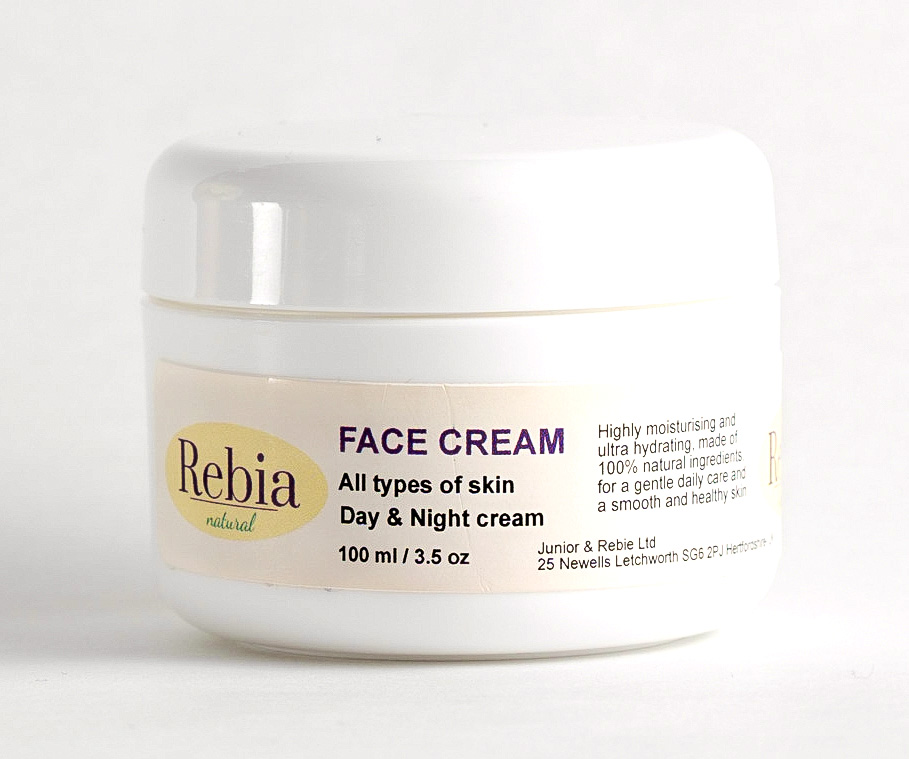 Rebia
natural
FACE CREAM
All types of skin
Day & Night cream
100 ml / 3.5 oz
Highly moisturising and
ultra hydrating, made of
100% natural ingredients,
for a gentle daily care and
a smooth and healthy skin
Junior & Rebie Ltd
25 Newells Letchworth SG6 2PJ Hertfordshire